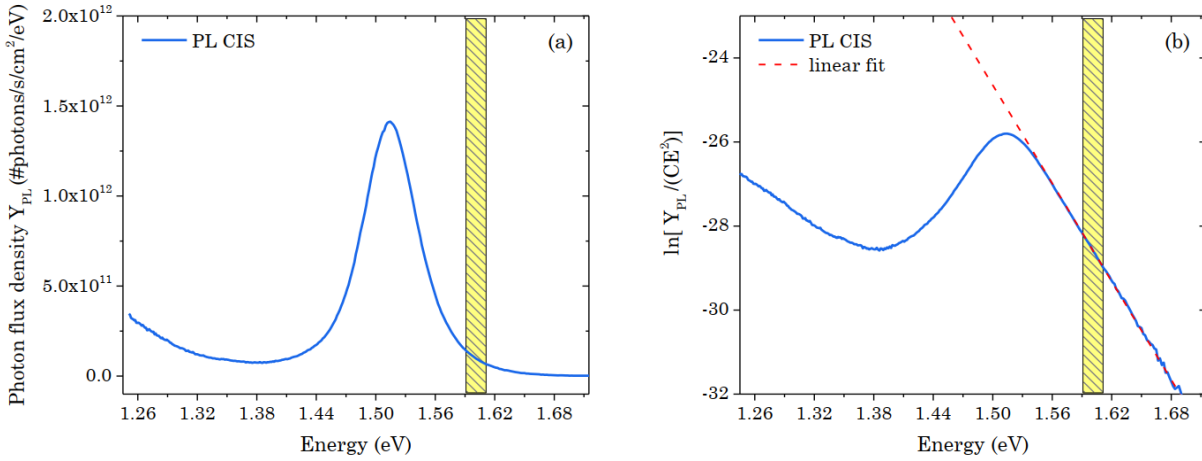 Photon flux density Y_PL (#photons/s/cm²/eV)
2.0x10¹²
1.5x10¹²
1.0x10¹²
5.0x10¹¹
0.0
PL CIS
(a)
1.26 1.32 1.38 1.44 1.50 1.56 1.62 1.68
Energy (eV)
ln[ Y_PL/(CE²)]
-24
-26
-28
-30
-32
PL CIS
linear fit
(b)
1.26 1.32 1.38 1.44 1.50 1.56 1.62 1.68
Energy (eV)